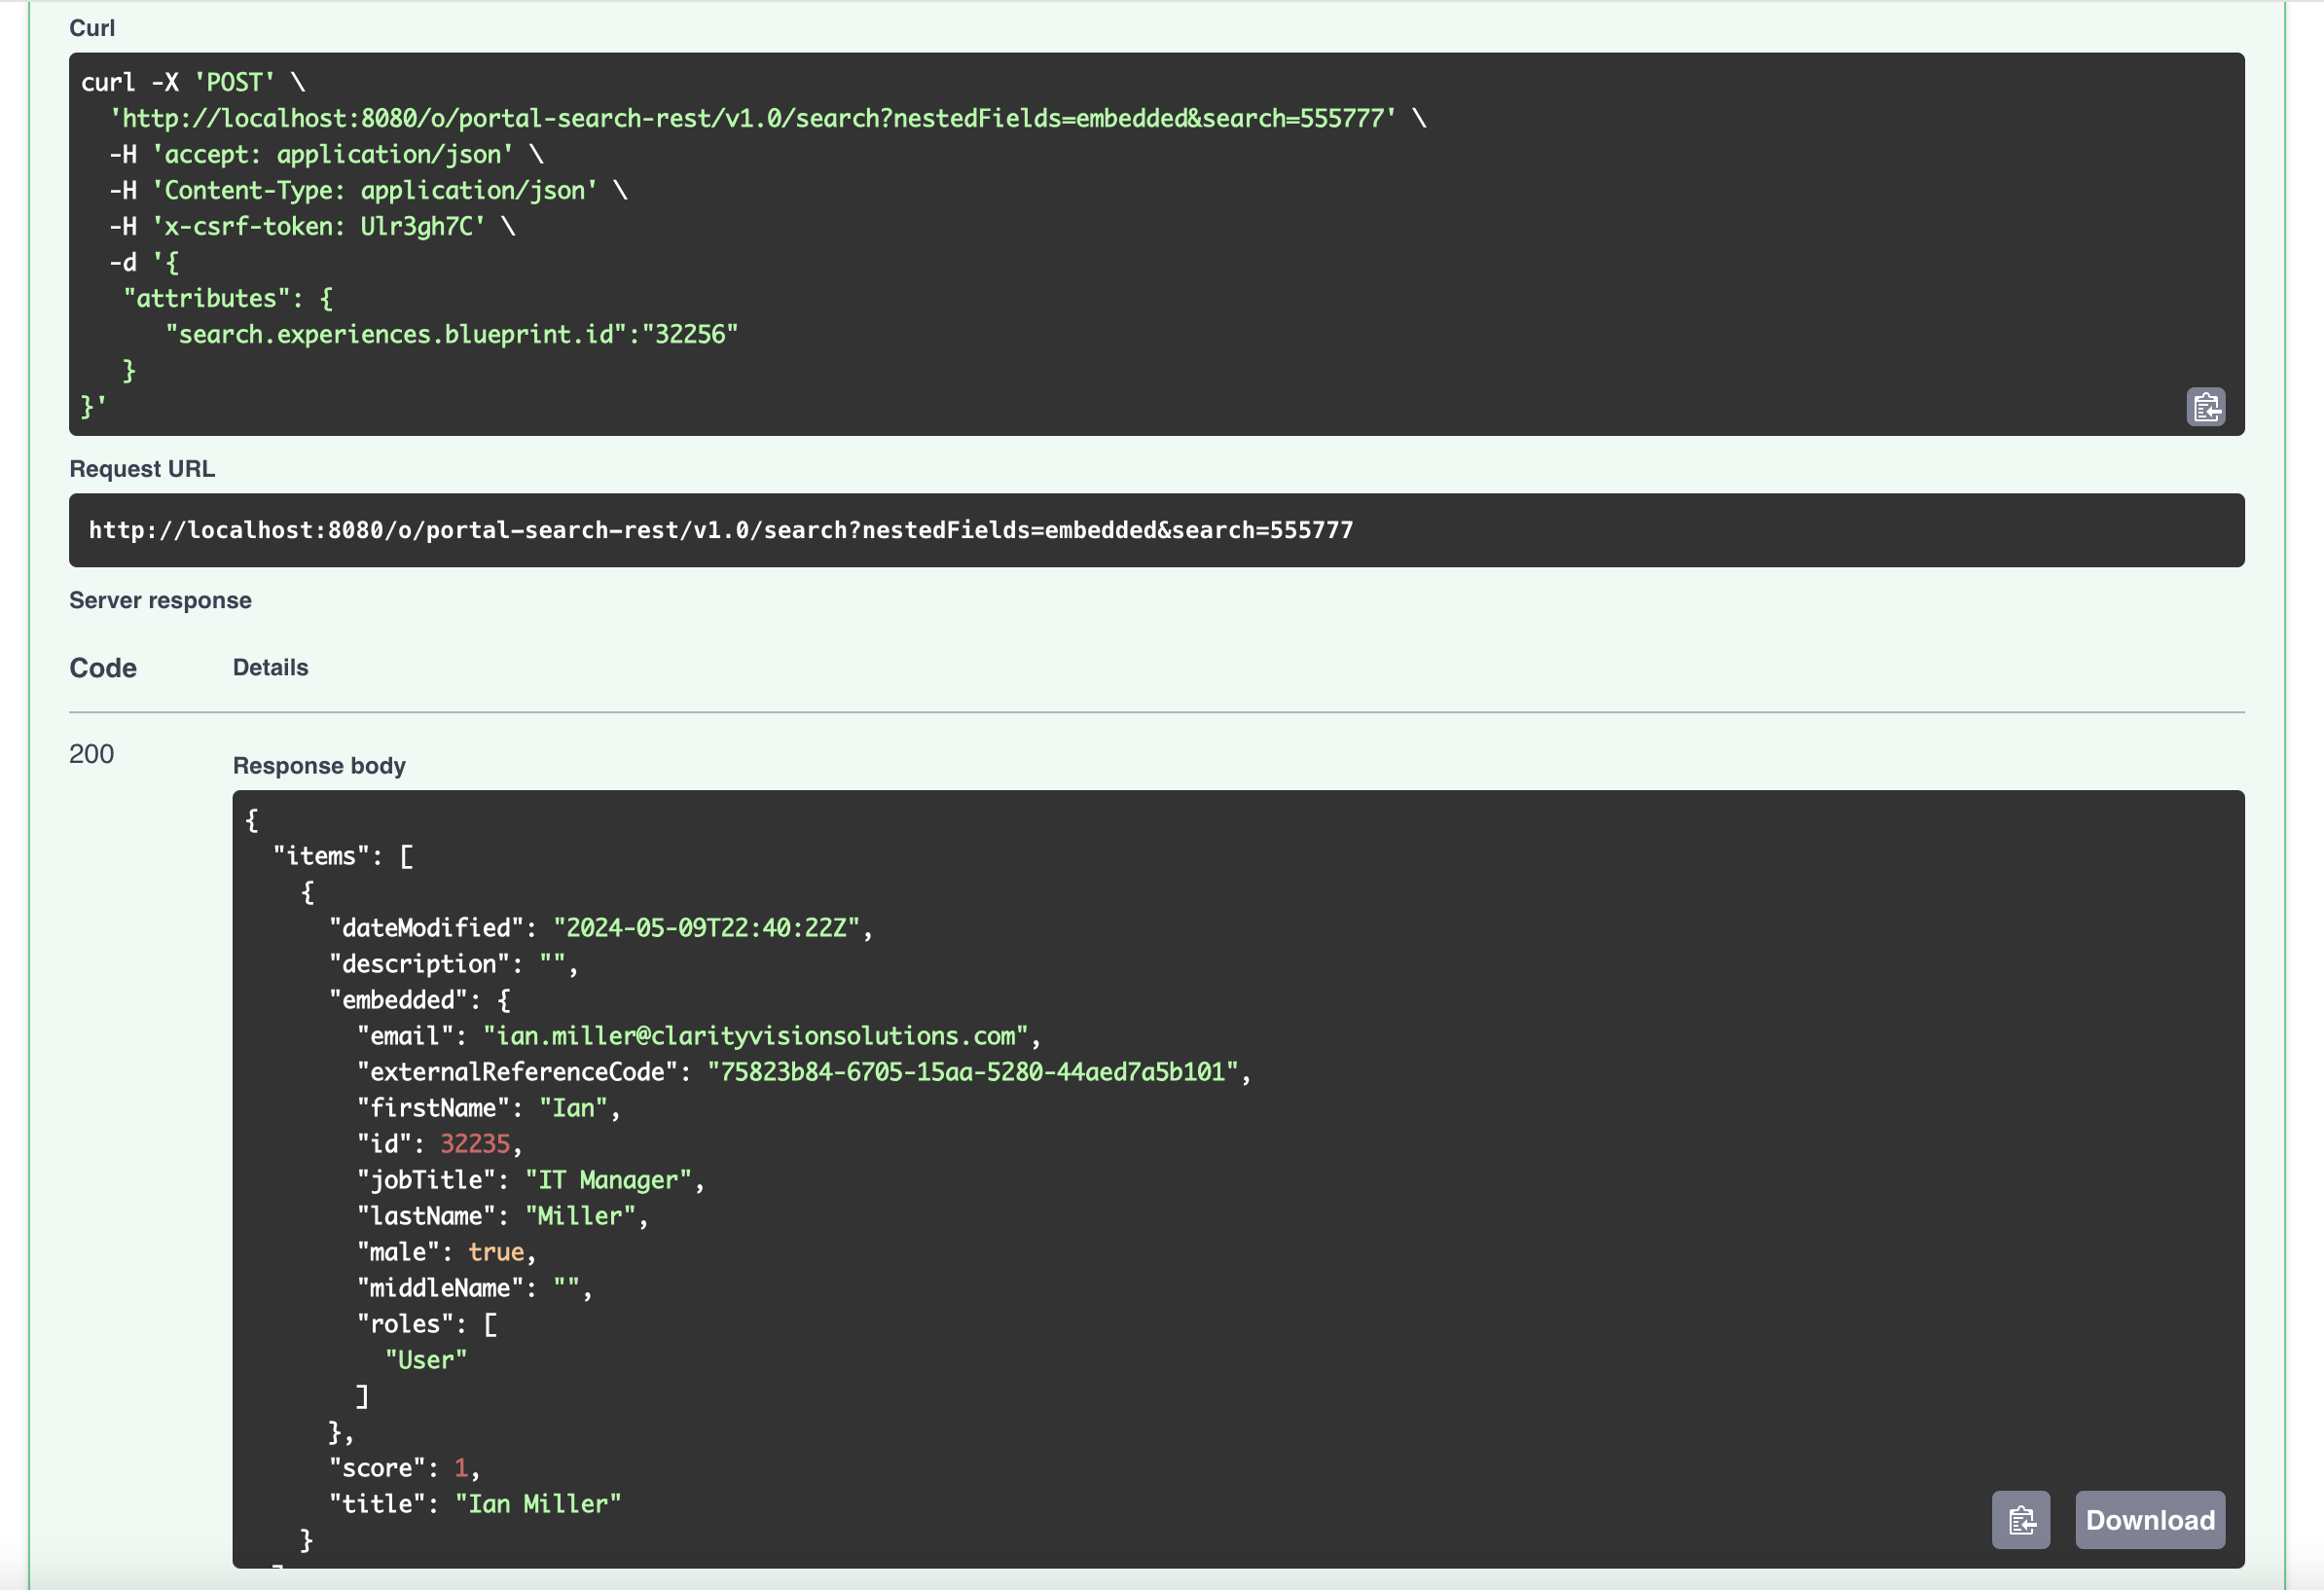 Curl
curl -X 'POST' \
  'http://localhost:8080/o/portal-search-rest/v1.0/search?nestedFields=embedded&search=555777' \
  -H 'accept: application/json' \
  -H 'Content-Type: application/json' \
  -H 'x-csrf-token: Ulr3gh7C' \
  -d '{
   "attributes": {
      "search.experiences.blueprint.id":"32256"
   }
}'
Request URL
http://localhost:8080/o/portal-search-rest/v1.0/search?nestedFields=embedded&search=555777
Server response
Code Details
200
Response body
{
  "items": [
    {
      "dateModified": "2024-05-09T22:40:22Z",
      "description": "",
      "embedded": {
        "email": "ian.miller@clarityvisionsolutions.com",
        "externalReferenceCode": "75823b84-6705-15aa-5280-44aed7a5b101",
        "firstName": "Ian",
        "id": 32235,
        "jobTitle": "IT Manager",
        "lastName": "Miller",
        "male": true,
        "middleName": "",
        "roles": [
          "User"
        ]
      },
      "score": 1,
      "title": "Ian Miller"
    }
Download